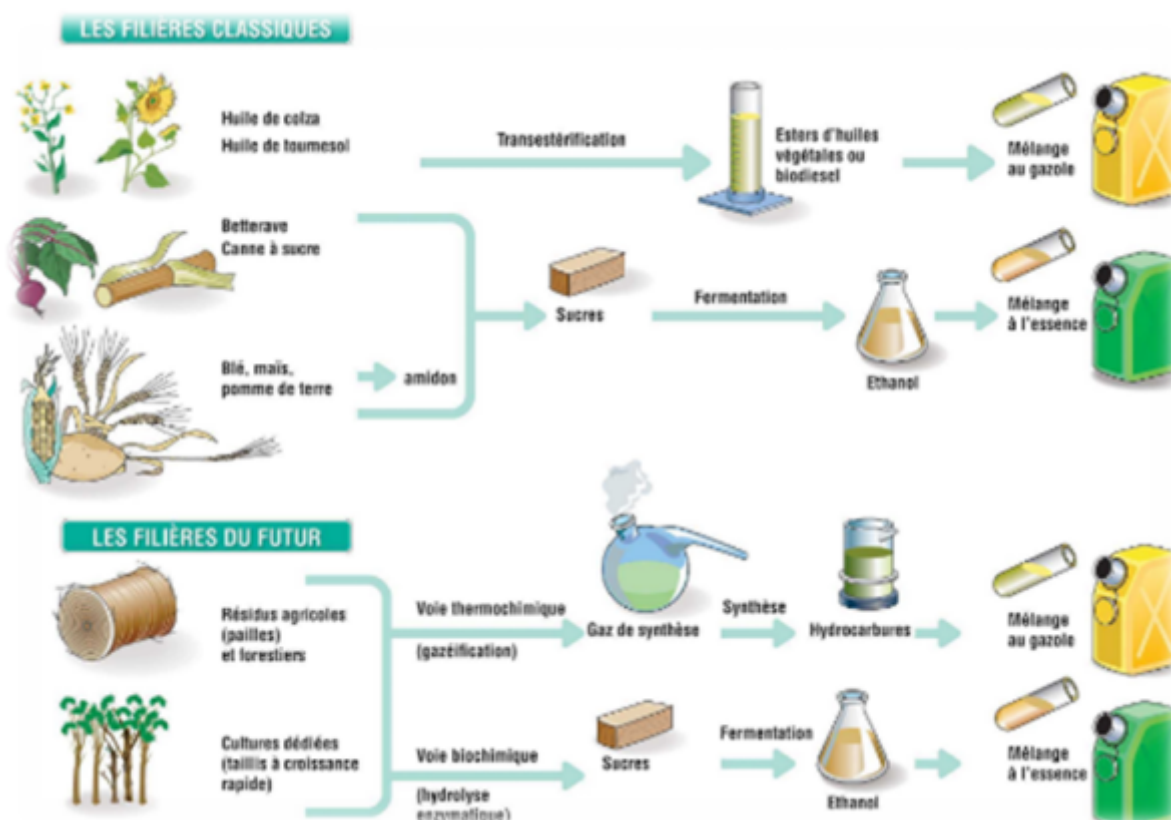 LES FILIÈRES CLASSIQUES
Huile de colza
Huile de tournesol
Transestérification
Esters d'huiles
végétales ou
biodiesel
Mélange
au gazole
Betterave
Canne à sucre
Sucres
Fermentation
Ethanol
Mélange
à l'essence
Blé, maïs,
pomme de terre
amidon
LES FILIÈRES DU FUTUR
Résidus agricoles
(pailles)
et forestiers
Voie thermochimique
(gazéification)
Gaz de synthèse
Synthèse
Hydrocarbures
Mélange
au gazole
Cultures dédiées
(taillis à croissance
rapide)
Voie biochimique
(hydrolyse
enzymatique)
Sucres
Fermentation
Ethanol
Mélange
à l'essence